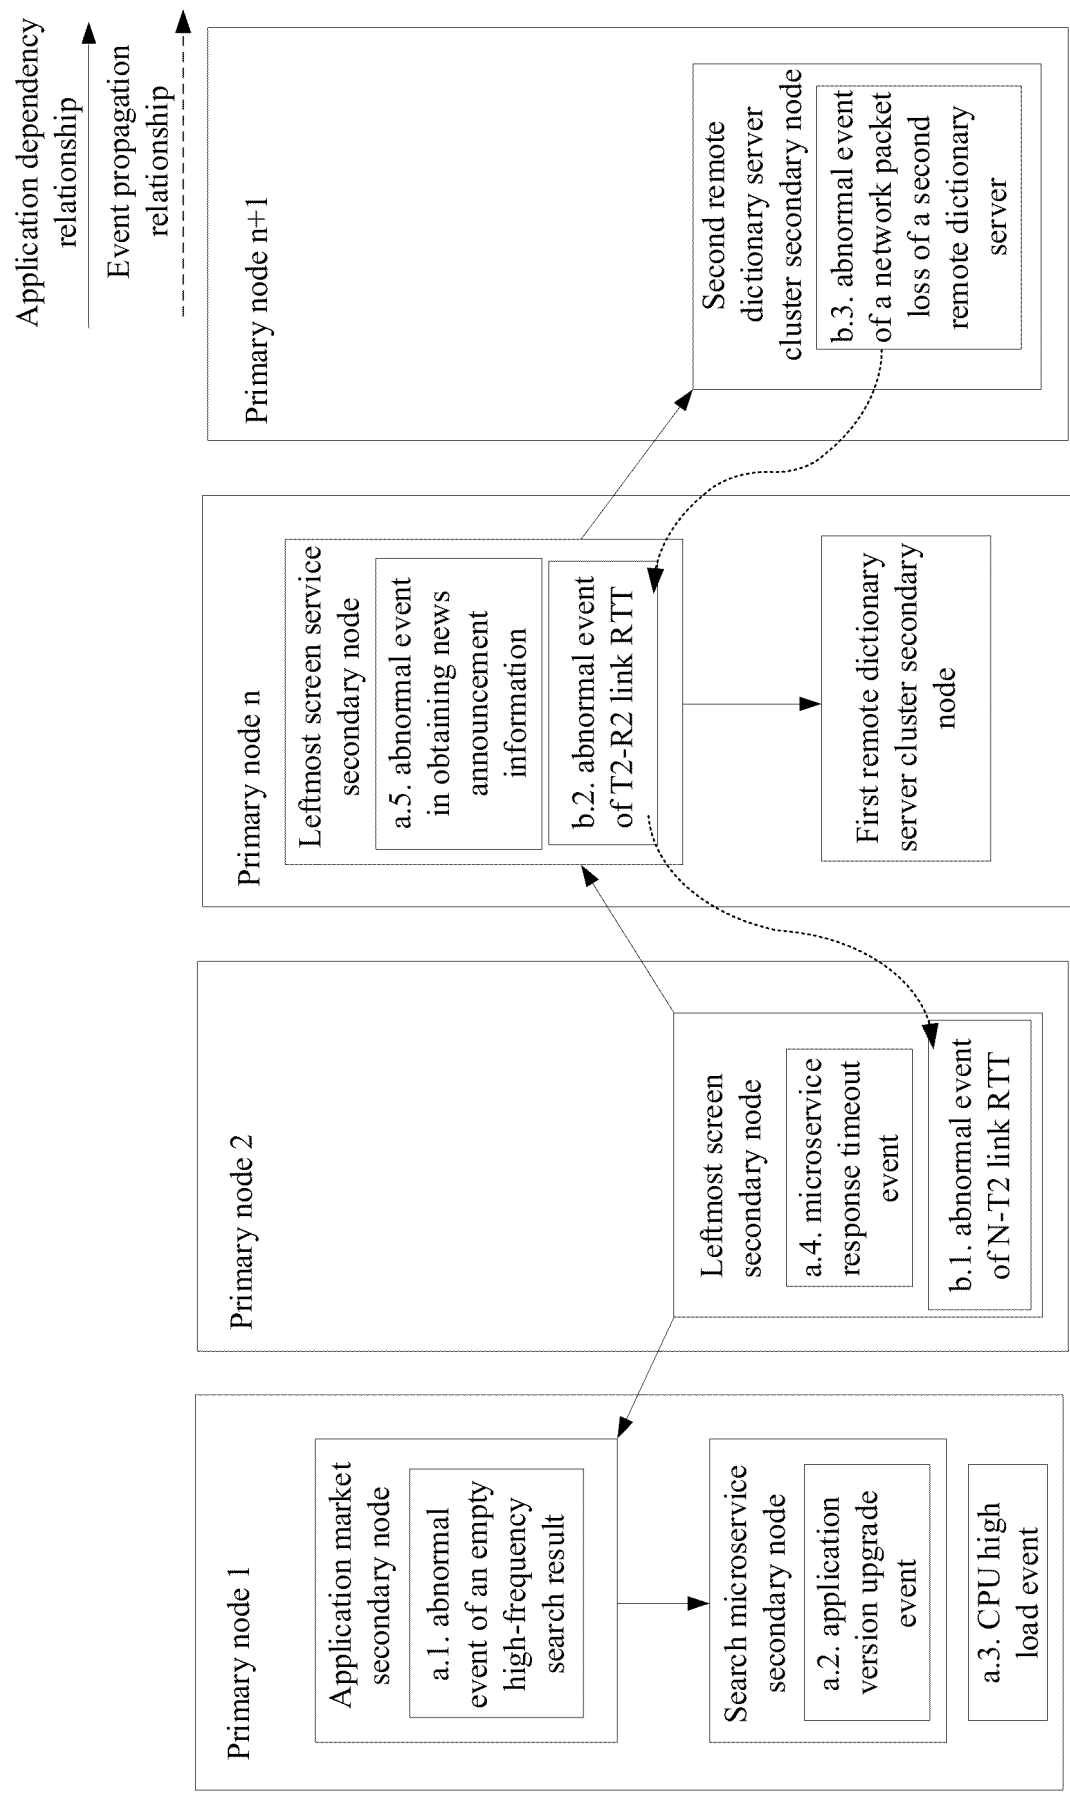 Application dependency
relationship
Event propagation
relationship
Primary node 1
Application market
secondary node
a.1. abnormal
event of an empty
high-frequency
search result
Search microservice
secondary node
a.2. application
version upgrade
event
a.3. CPU high
load event
Primary node 2
Leftmost screen
secondary node
a.4. microservice
response timeout
event
b.1. abnormal event
of N-T2 link RTT
Primary node n
Leftmost screen service
secondary node
a.5. abnormal event
in obtaining news
announcement
information
b.2. abnormal event
of T2-R2 link RTT
First remote dictionary
server cluster secondary
node
Primary node n+1
Second remote
dictionary server
cluster secondary node
b.3. abnormal event
of a network packet
loss of a second
remote dictionary
server